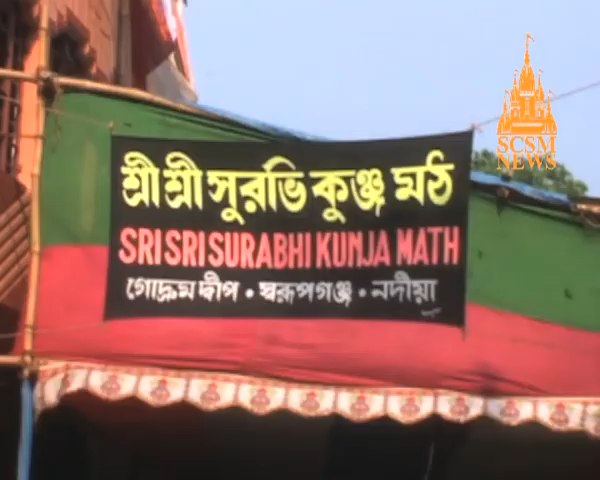 শ্রী শ্রী সুরভি কুঞ্জ মঠ
SRI SRI SURABHI KUNJA MATH
গোদ্রুম দ্বীপ • স্বরূপগঞ্জ • নদীয়া
SCSM
NEWS